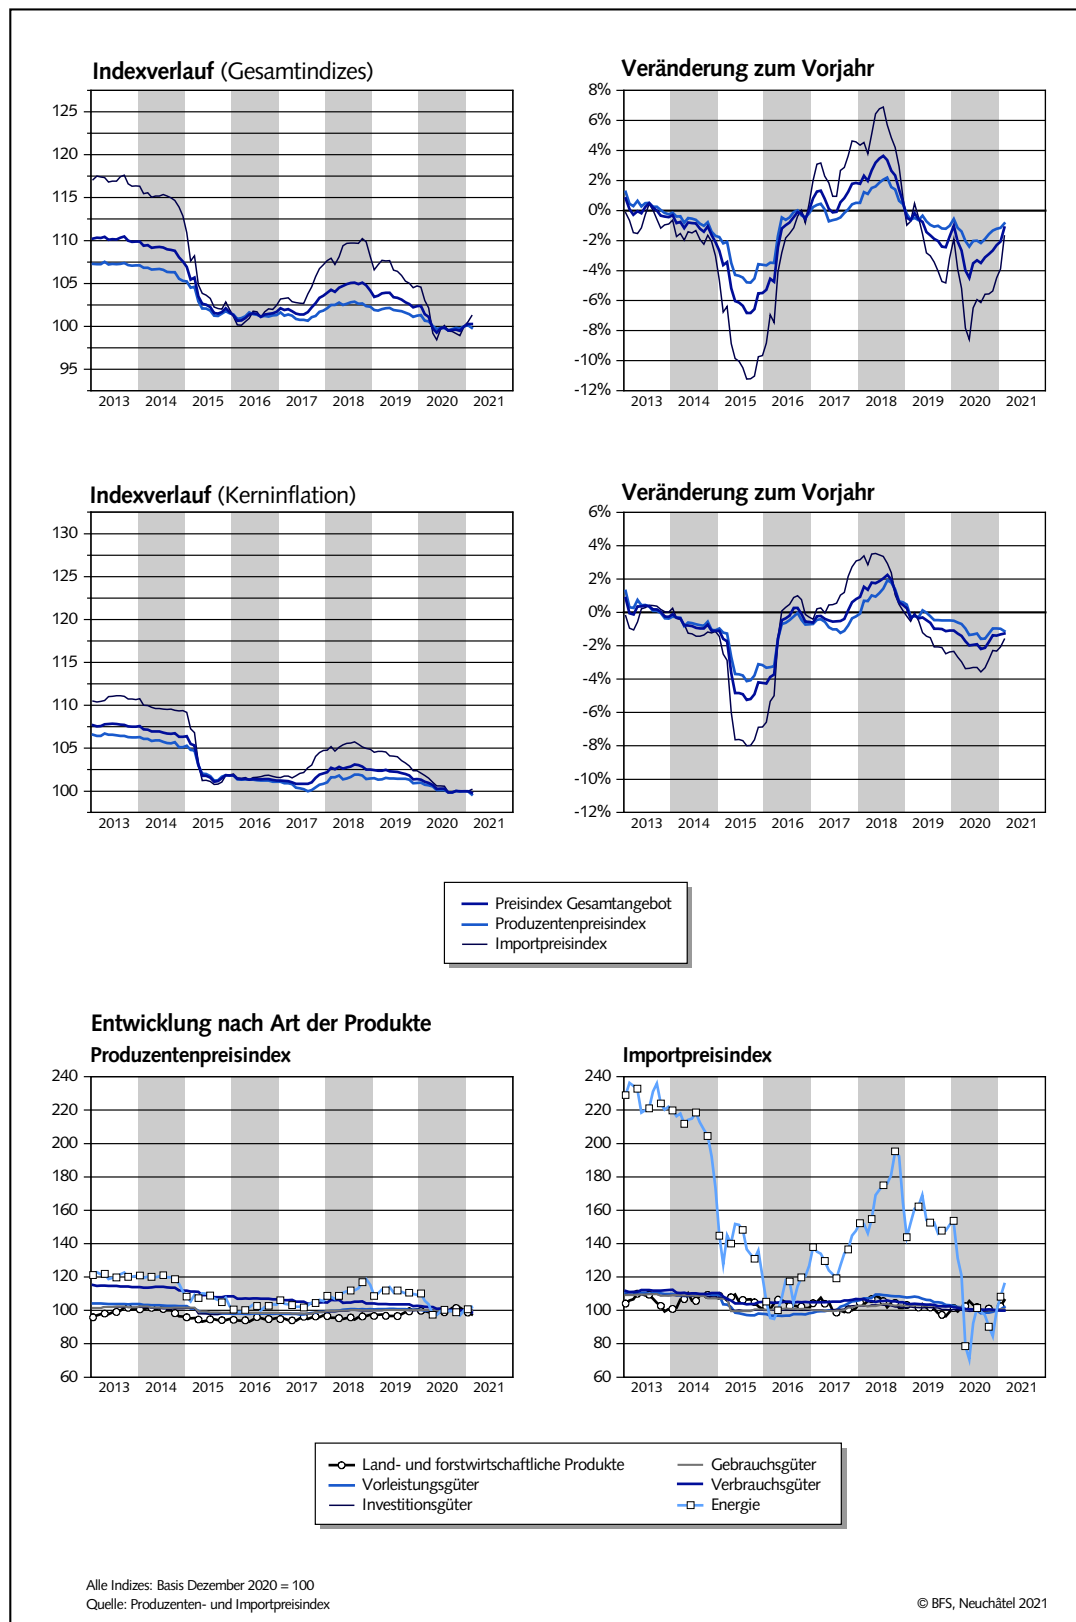 Indexverlauf (Gesamtindizes)
125
120
115
110
105
100
95
2013 2014 2015 2016 2017 2018 2019 2020 2021
Veränderung zum Vorjahr
8%
6%
4%
2%
0%
-2%
-4%
-6%
-8%
-10%
-12%
2013 2014 2015 2016 2017 2018 2019 2020 2021
Indexverlauf (Kerninflation)
130
125
120
115
110
105
100
2013 2014 2015 2016 2017 2018 2019 2020 2021
Veränderung zum Vorjahr
6%
4%
2%
0%
-2%
-4%
-6%
-8%
-10%
-12%
2013 2014 2015 2016 2017 2018 2019 2020 2021
Preisindex Gesamtangebot
Produzentenpreisindex
Importpreisindex
Entwicklung nach Art der Produkte
Produzentenpreisindex
240
220
200
180
160
140
120
100
80
60
2013 2014 2015 2016 2017 2018 2019 2020 2021
Importpreisindex
240
220
200
180
160
140
120
100
80
60
2013 2014 2015 2016 2017 2018 2019 2020 2021
Land- und forstwirtschaftliche Produkte
Vorleistungsgüter
Investitionsgüter
Gebrauchsgüter
Verbrauchsgüter
Energie
Alle Indizes: Basis Dezember 2020 = 100
Quelle: Produzenten- und Importpreisindex
© BFS, Neuchâtel 2021